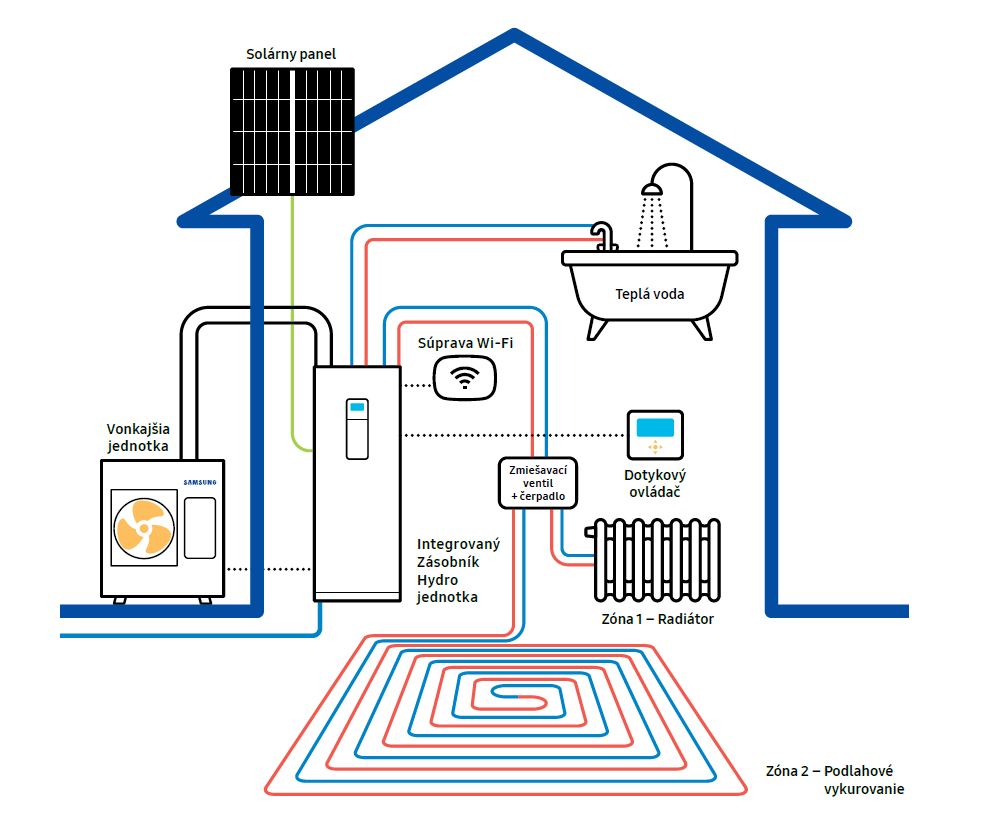 Solárny panel
Teplá voda
Súprava Wi-Fi
Vonkajšia
jednotka
SAMSUNG
Zmiešavací
ventil
+ čerpadlo
Dotykový
ovládač
Integrovaný
Zásobník
Hydro
jednotka
Zóna 1 – Radiátor
Zóna 2 – Podlahové
vykurovanie